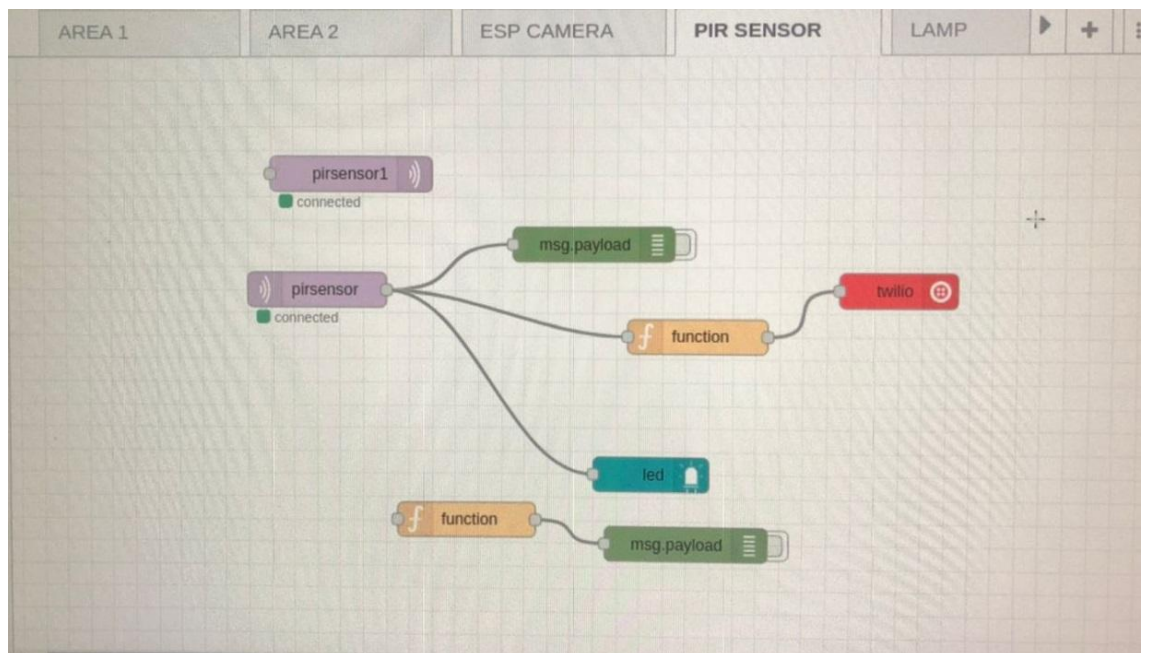 AREA 1
AREA 2
ESP CAMERA
PIR SENSOR
LAMP
pirsensor1
connected
msg.payload
pirsensor
connected
twilio
function
led
function
msg.payload